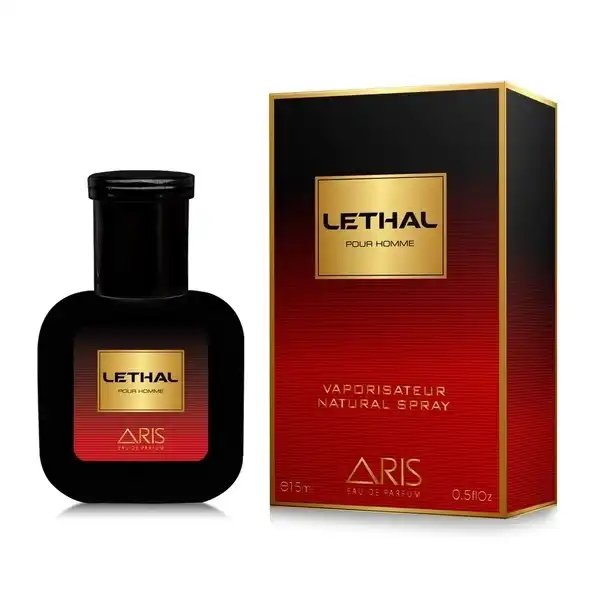 LETHAL
POUR HOMME
ARIS
EAU DE PARFUM
LETHAL
POUR HOMME
VAPORISATEUR
NATURAL SPRAY
ARIS
EAU DE PARFUM
℮15ml 0.5flOz